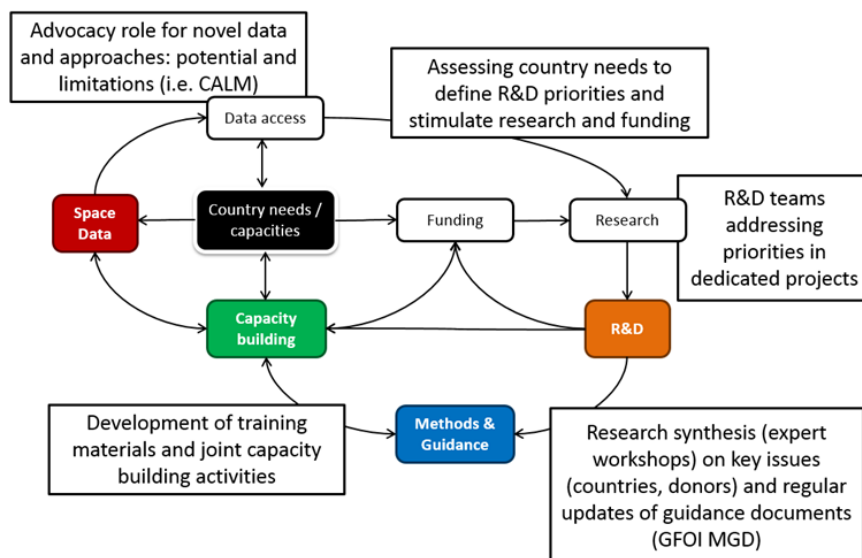 Advocacy role for novel data
and approaches: potential and
limitations (i.e. CALM)
Assessing country needs to
define R&D priorities and
stimulate research and funding
Data access
Space
Data
Country needs /
capacities
Funding
Research
R&D teams
addressing
priorities in
dedicated projects
Capacity
building
R&D
Development of training
materials and joint capacity
building activities
Methods &
Guidance
Research synthesis (expert
workshops) on key issues
(countries, donors) and regular
updates of guidance documents
(GFOI MGD)